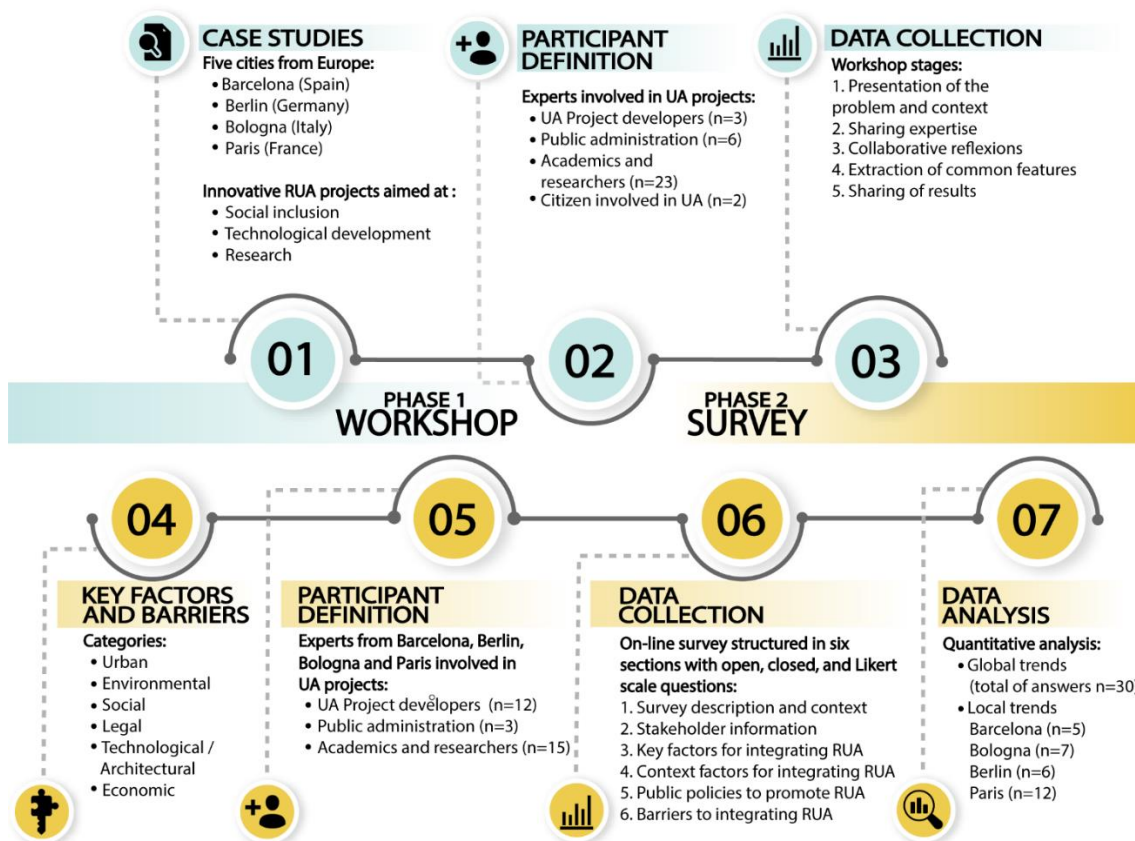 CASE STUDIES
Five cities from Europe:
• Barcelona (Spain)
• Berlin (Germany)
• Bologna (Italy)
• Paris (France)
Innovative RUA projects aimed at :
• Social inclusion
• Technological development
• Research
PARTICIPANT
DEFINITION
Experts involved in UA projects:
• UA Project developers (n=3)
• Public administration (n=6)
• Academics and
researchers (n=23)
• Citizen involved in UA (n=2)
DATA COLLECTION
Workshop stages:
1. Presentation of the
problem and context
2. Sharing expertise
3. Collaborative reflexions
4. Extraction of common features
5. Sharing of results
01
02
03
PHASE 1
WORKSHOP
PHASE 2
SURVEY
04
05
06
07
KEY FACTORS
AND BARRIERS
Categories:
• Urban
• Environmental
• Social
• Legal
• Technological /
Architectural
• Economic
PARTICIPANT
DEFINITION
Experts from Barcelona, Berlin,
Bologna and Paris involved in
UA projects:
• UA Project developers (n=12)
• Public administration (n=3)
• Academics and researchers (n=15)
DATA
COLLECTION
On-line survey structured in six
sections with open, closed, and Likert
scale questions:
1. Survey description and context
2. Stakeholder information
3. Key factors for integrating RUA
4. Context factors for integrating RUA
5. Public policies to promote RUA
6. Barriers to integrating RUA
DATA
ANALYSIS
Quantitative analysis:
• Global trends
(total of answers n=30)
• Local trends
Barcelona (n=5)
Bologna (n=7)
Berlin (n=6)
Paris (n=12)